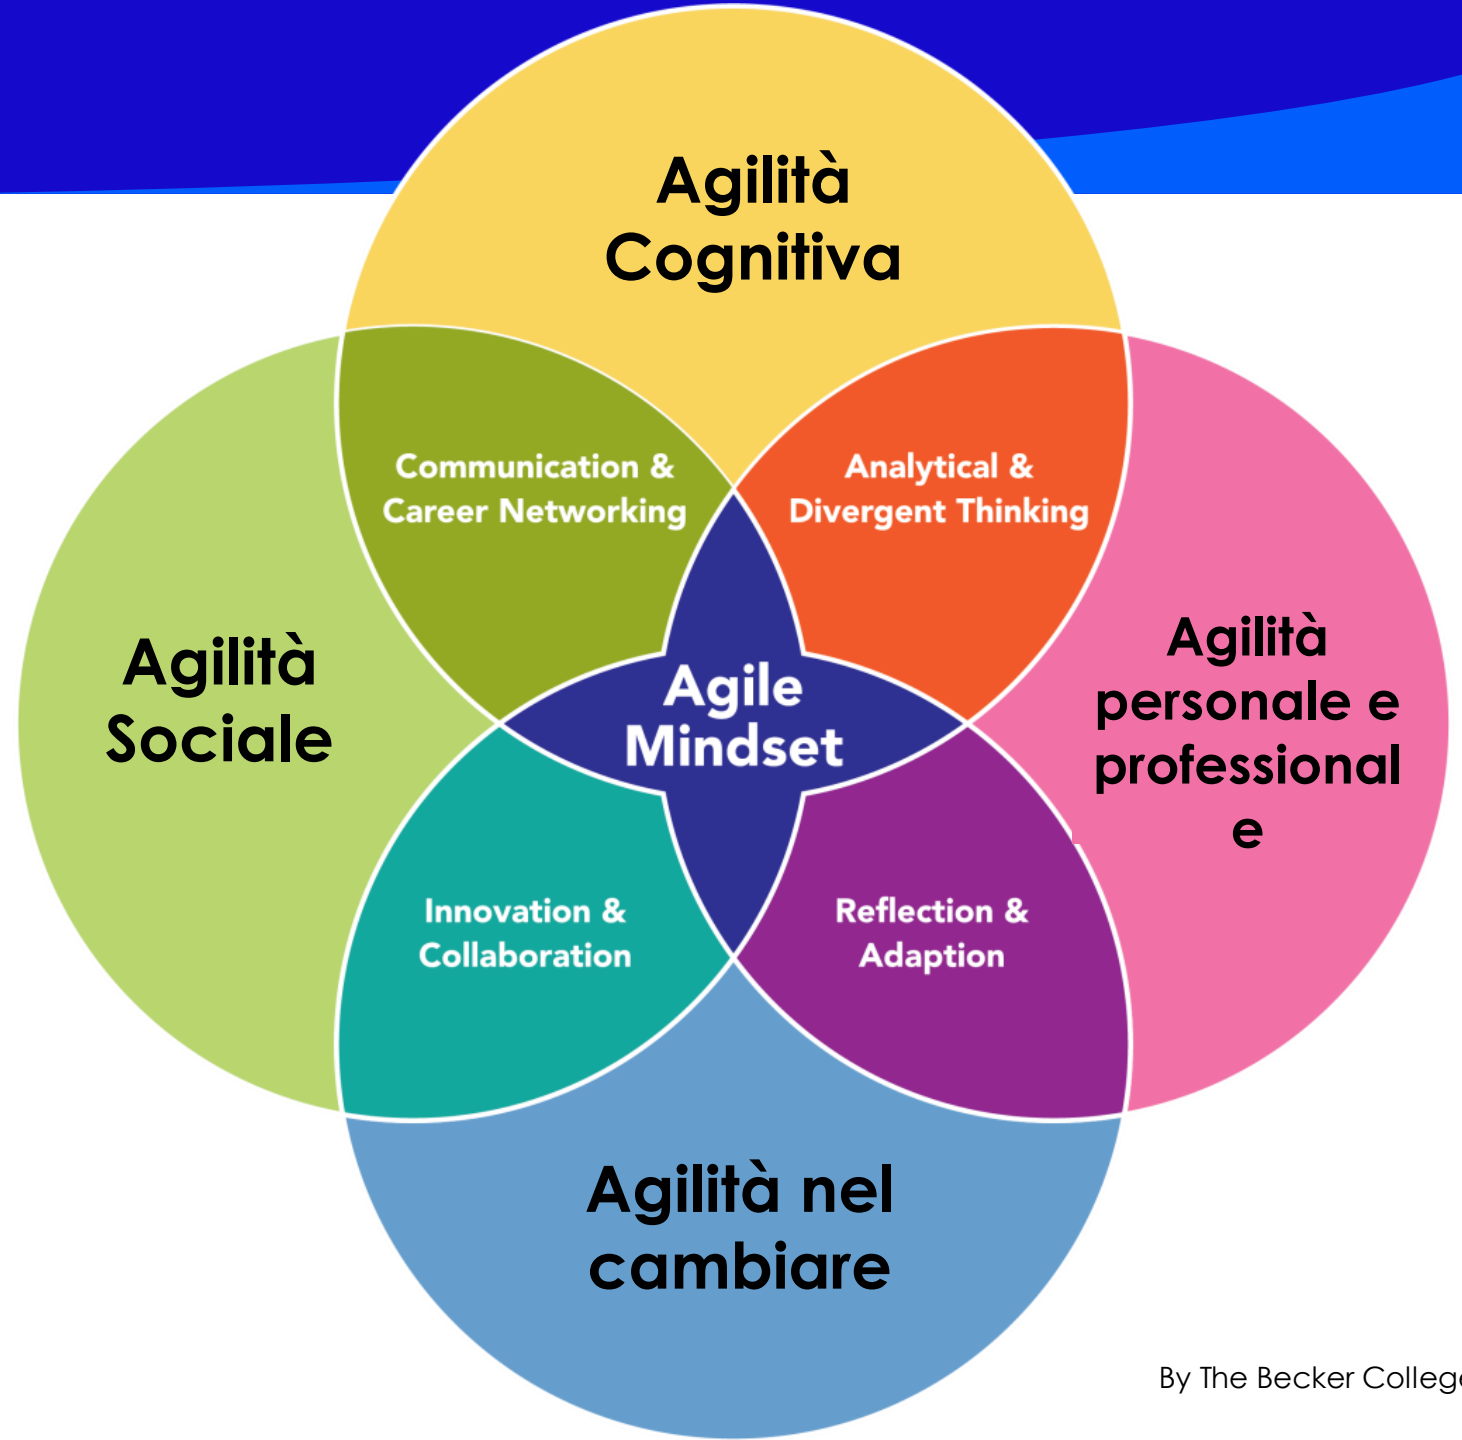 Agilità
Cognitiva
Communication &
Career Networking
Analytical &
Divergent Thinking
Agilità
Sociale
Agile
Mindset
Agilità
personale e
professional
e
Innovation &
Collaboration
Reflection &
Adaption
Agilità nel
cambiare
By The Becker College